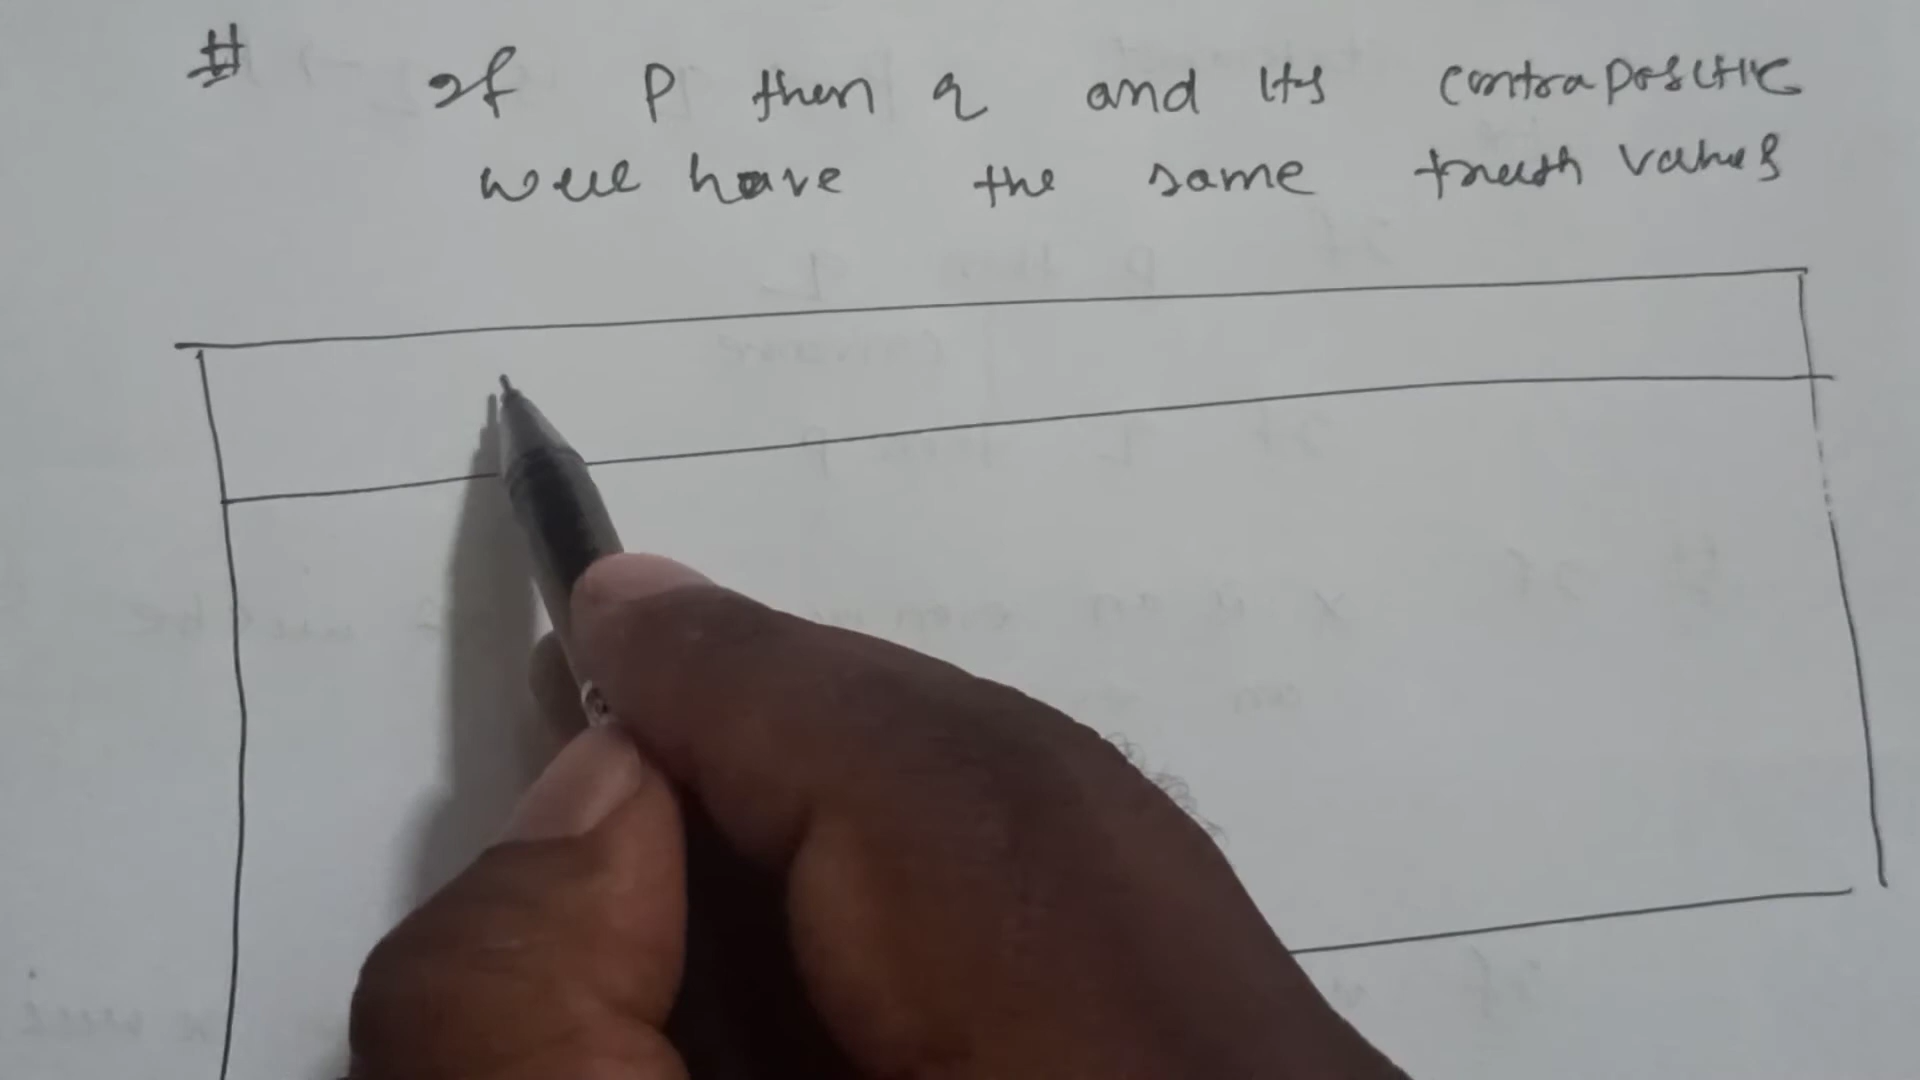 # If P then q and its contrapositive
will have the same truth values